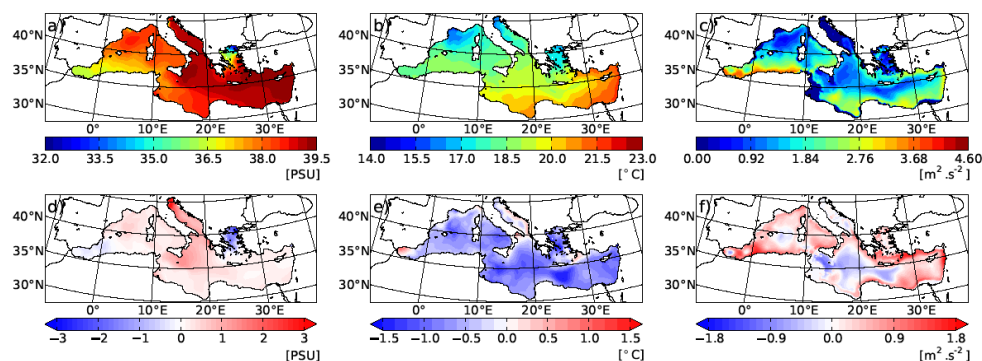 a)
b)
c)
40°N 40°N 40°N
35°N 35°N 35°N
30°N 30°N 30°N
0° 10°E 20°E 30°E 0° 10°E 20°E 30°E 0° 10°E 20°E 30°E
32.0 33.5 35.0 36.5 38.0 39.5 14.0 15.5 17.0 18.5 20.0 21.5 23.0 0.00 0.92 1.84 2.76 3.68 4.60
[PSU] [°C] [m².s⁻²]
d)
e)
f)
40°N 40°N 40°N
35°N 35°N 35°N
30°N 30°N 30°N
0° 10°E 20°E 30°E 0° 10°E 20°E 30°E 0° 10°E 20°E 30°E
−3 −2 −1 0 1 2 3 −1.5 −1.0 −0.5 0.0 0.5 1.0 1.5 −1.8 −0.9 0.0 0.9 1.8
[PSU] [°C] [m².s⁻²]